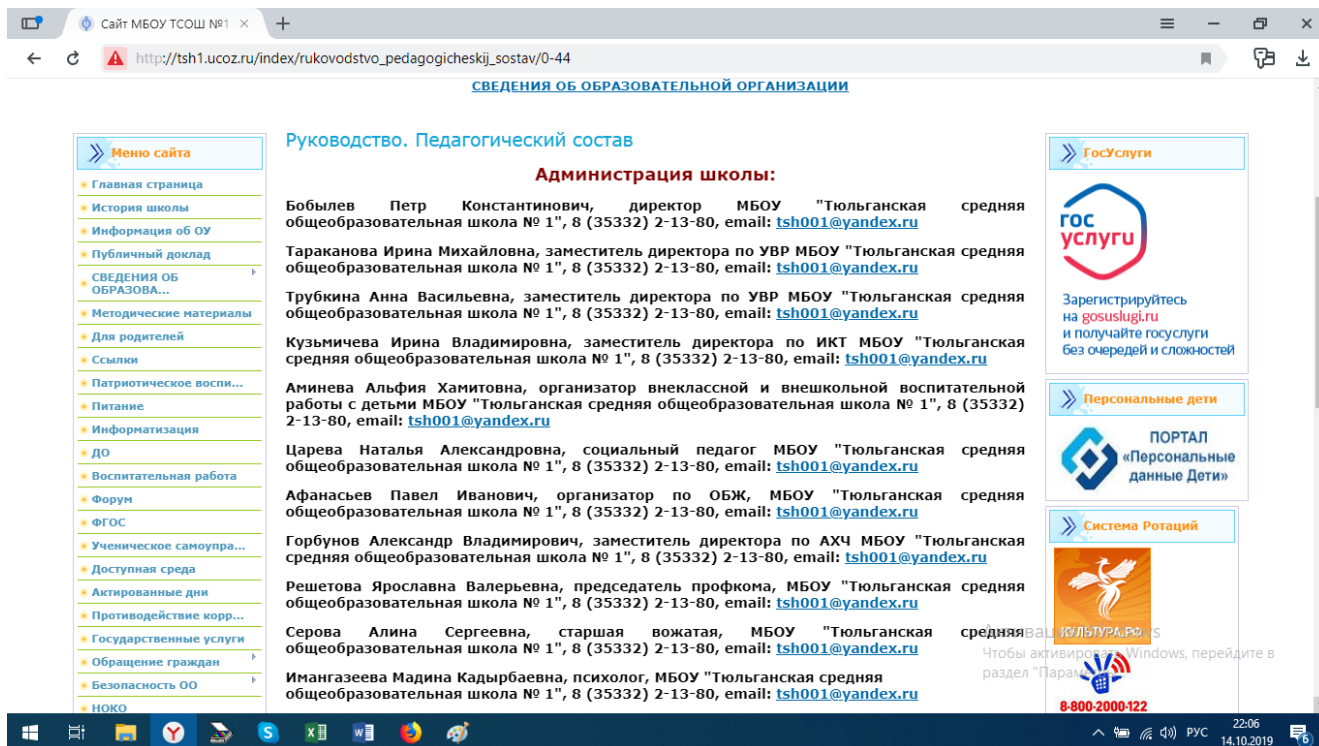 Сайт МБОУ ТСОШ №1
http://tsh1.ucoz.ru/index/rukovodstvo_pedagogicheskij_sostav/0-44
СВЕДЕНИЯ ОБ ОБРАЗОВАТЕЛЬНОЙ ОРГАНИЗАЦИИ
Меню сайта
Главная страница
История школы
Информация об ОУ
Публичный доклад
СВЕДЕНИЯ ОБ
ОБРАЗОВА...
Методические материалы
Для родителей
Ссылки
Патриотическое воспи...
Питание
Информатизация
ДО
Воспитательная работа
Форум
ФГОС
Ученическое самоупра...
Доступная среда
Актированные дни
Противодействие корр...
Государственные услуги
Обращение граждан
Безопасность ОО
НОКО
Руководство. Педагогический состав
Администрация школы:
Бобылев Петр Константинович, директор МБОУ "Тюльганская средняя
общеобразовательная школа № 1", 8 (35332) 2-13-80, email: tsh001@yandex.ru
Тараканова Ирина Михайловна, заместитель директора по УВР МБОУ "Тюльганская средняя
общеобразовательная школа № 1", 8 (35332) 2-13-80, email: tsh001@yandex.ru
Трубкина Анна Васильевна, заместитель директора по УВР МБОУ "Тюльганская средняя
общеобразовательная школа № 1", 8 (35332) 2-13-80, email: tsh001@yandex.ru
Кузьмичева Ирина Владимировна, заместитель директора по ИКТ МБОУ "Тюльганская
средняя общеобразовательная школа № 1", 8 (35332) 2-13-80, email: tsh001@yandex.ru
Аминева Альфия Хамитовна, организатор внеклассной и внешкольной воспитательной
работы с детьми МБОУ "Тюльганская средняя общеобразовательная школа № 1", 8 (35332)
2-13-80, email: tsh001@yandex.ru
Царева Наталья Александровна, социальный педагог МБОУ "Тюльганская средняя
общеобразовательная школа № 1", 8 (35332) 2-13-80, email: tsh001@yandex.ru
Афанасьев Павел Иванович, организатор по ОБЖ, МБОУ "Тюльганская средняя
общеобразовательная школа № 1", 8 (35332) 2-13-80, email: tsh001@yandex.ru
Горбунов Александр Владимирович, заместитель директора по АХЧ МБОУ "Тюльганская
средняя общеобразовательная школа № 1", 8 (35332) 2-13-80, email: tsh001@yandex.ru
Решетова Ярославна Валерьевна, председатель профкома, МБОУ "Тюльганская средняя
общеобразовательная школа № 1", 8 (35332) 2-13-80, email: tsh001@yandex.ru
Серова Алина Сергеевна, старшая вожатая, МБОУ "Тюльганская средняя
общеобразовательная школа № 1", 8 (35332) 2-13-80, email: tsh001@yandex.ru
Имангазеева Мадина Кадырбаевна, психолог, МБОУ "Тюльганская средняя
общеобразовательная школа № 1", 8 (35332) 2-13-80, email: tsh001@yandex.ru
ГосУслуги
гос
услуги
Зарегистрируйтесь
на gosuslugi.ru
и получайте госуслуги
без очередей и сложностей
Персональные дети
ПОРТАЛ
«Персональные
данные Дети»
Система Ротаций
КУЛЬТУРА.РФ
Чтобы активировать Windows, перейдите в
раздел
8-800-2000-122
РУС
22:06
14.10.2019
6